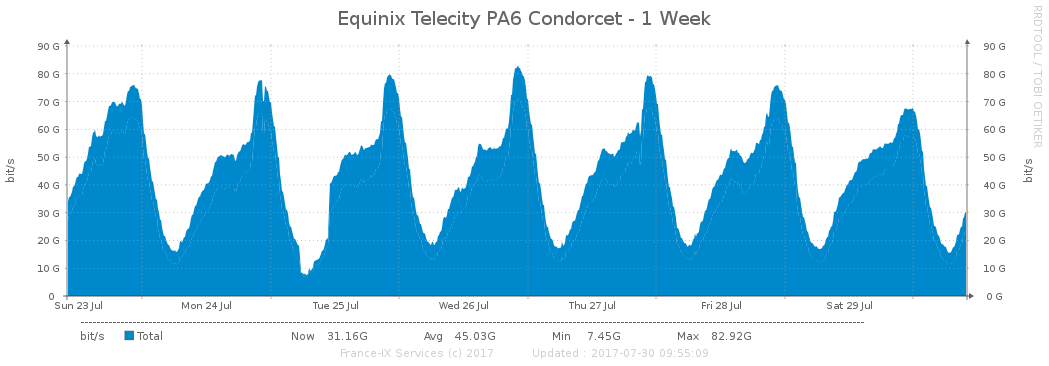 Equinix Telecity PA6 Condorcet - 1 Week
RRDTOOL / TOBI OETIKER
90 G 90 G
80 G 80 G
70 G 70 G
60 G 60 G
50 G 50 G
40 G 40 G
30 G 30 G
20 G 20 G
10 G 10 G
0 0 G
bit/s bit/s
Sun 23 Jul Mon 24 Jul Tue 25 Jul Wed 26 Jul Thu 27 Jul Fri 28 Jul Sat 29 Jul
bit/s Total Now 31.16G Avg 45.03G Min 7.45G Max 82.92G
France-IX Services (c) 2017 Updated : 2017-07-30 09:55:09